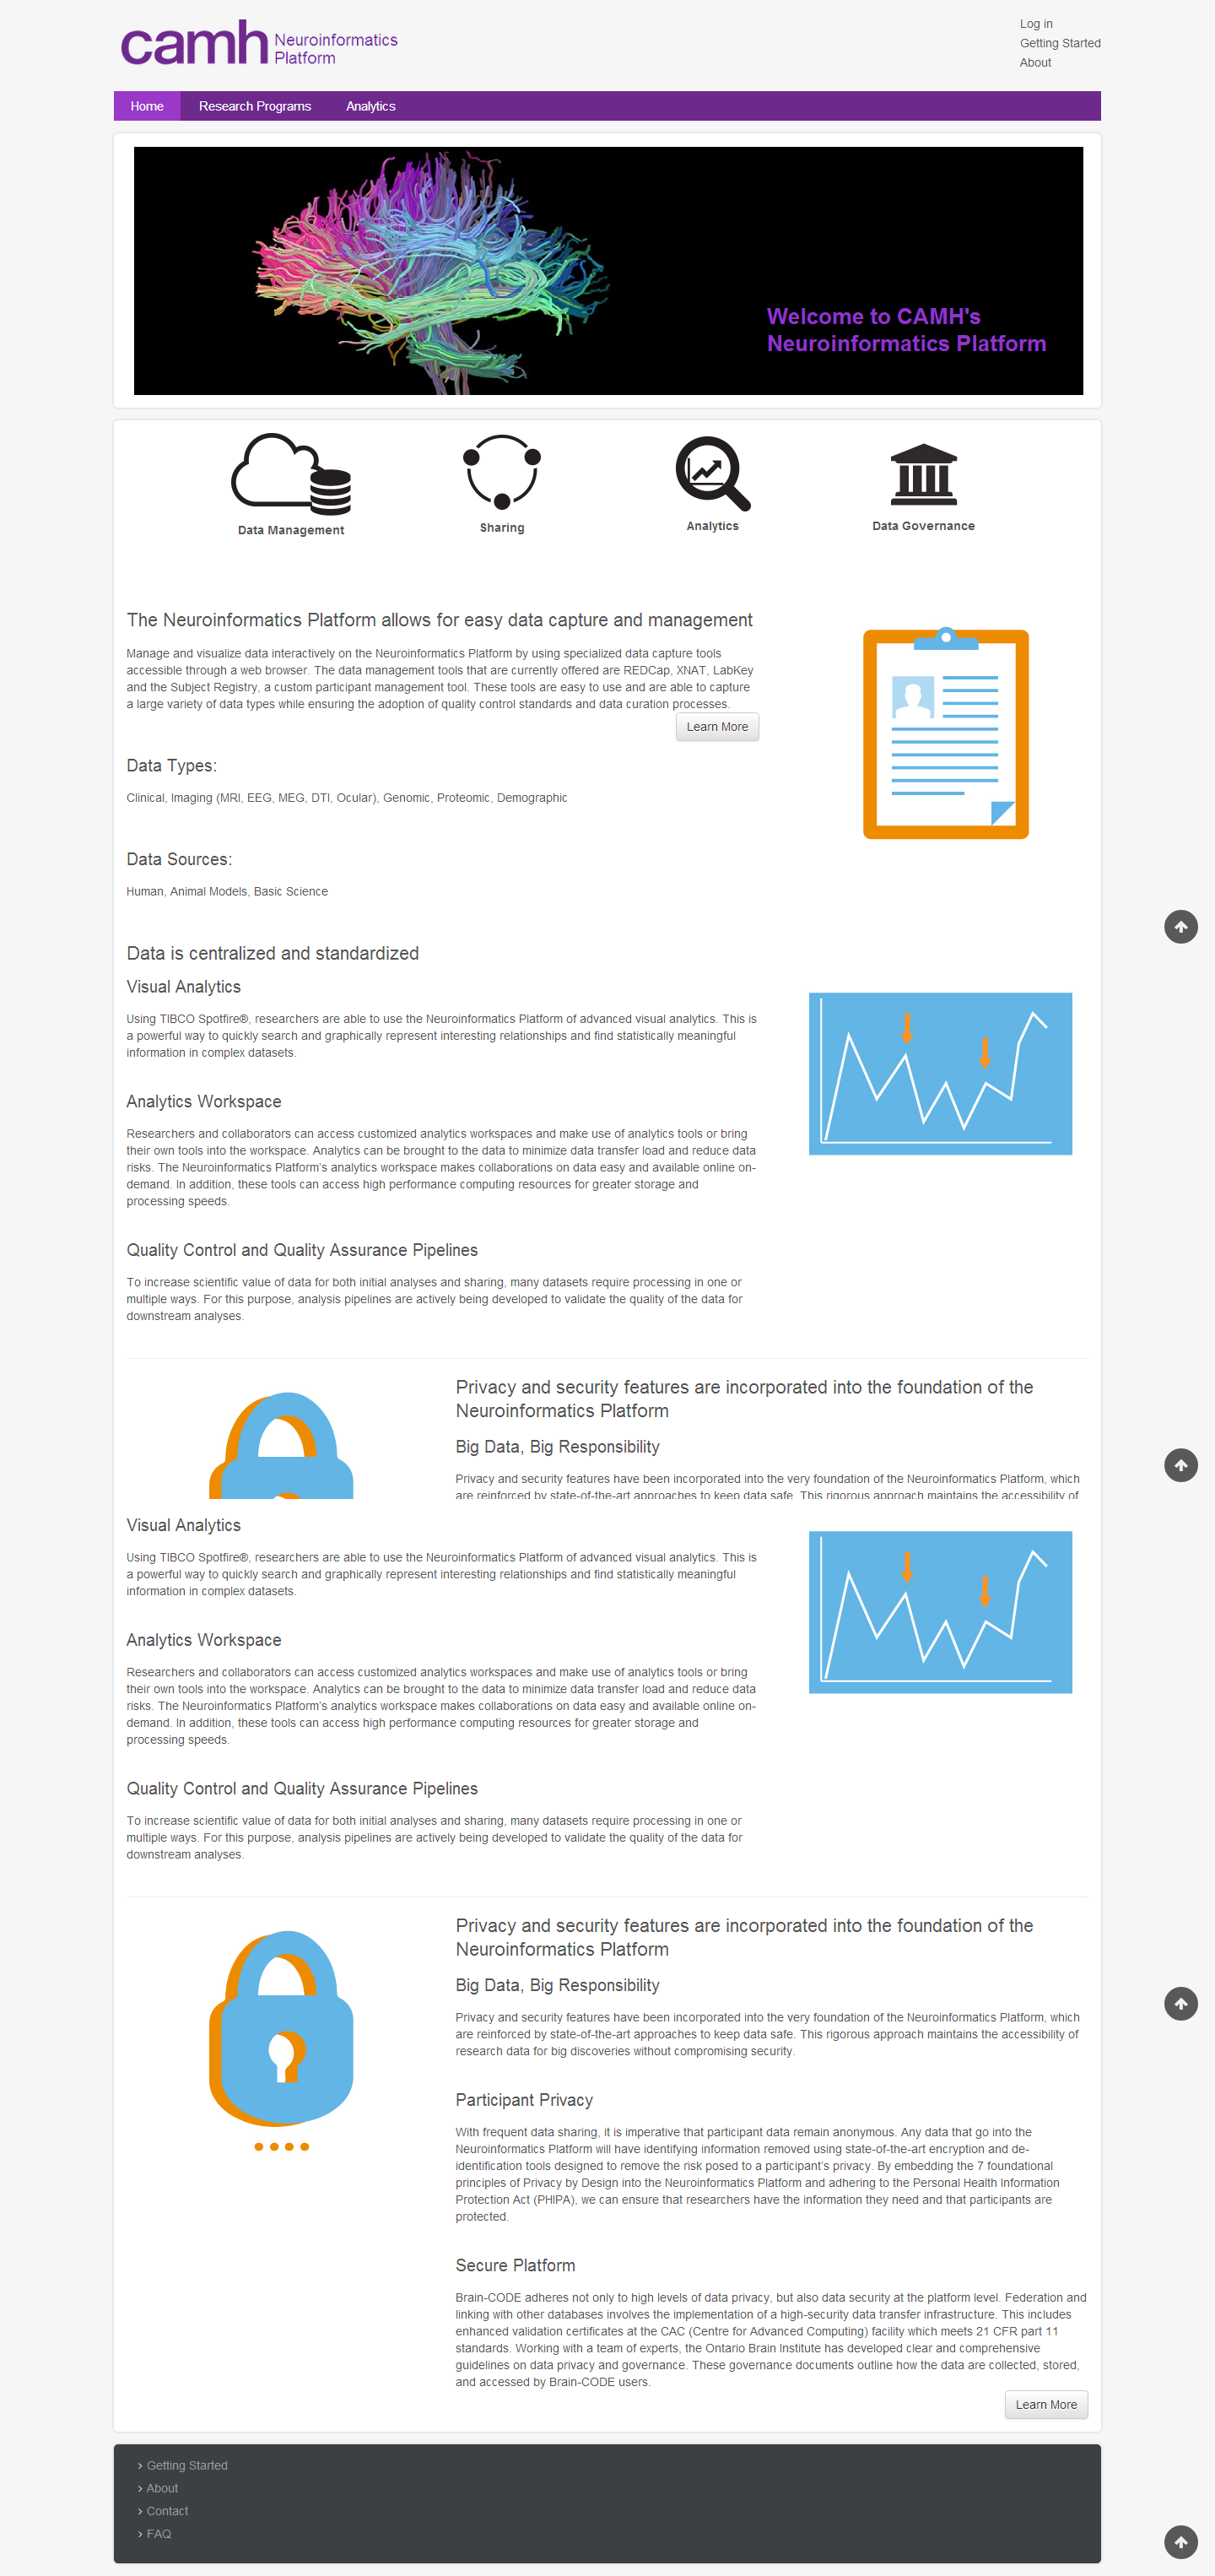 camh Neuroinformatics
Platform
Log in
Getting Started
About
Home Research Programs Analytics
Welcome to CAMH's
Neuroinformatics Platform
Data Management Sharing Analytics Data Governance
The Neuroinformatics Platform allows for easy data capture and management
Manage and visualize data interactively on the Neuroinformatics Platform by using specialized data capture tools
accessible through a web browser. The data management tools that are currently offered are REDCap, XNAT, LabKey
and the Subject Registry, a custom participant management tool. These tools are easy to use and are able to capture
a large variety of data types while ensuring the adoption of quality control standards and data curation processes.
Learn More
Data Types:
Clinical, Imaging (MRI, EEG, MEG, DTI, Ocular), Genomic, Proteomic, Demographic
Data Sources:
Human, Animal Models, Basic Science
Data is centralized and standardized
Visual Analytics
Using TIBCO Spotfire®, researchers are able to use the Neuroinformatics Platform of advanced visual analytics. This is
a powerful way to quickly search and graphically represent interesting relationships and find statistically meaningful
information in complex datasets.
Analytics Workspace
Researchers and collaborators can access customized analytics workspaces and make use of analytics tools or bring
their own tools into the workspace. Analytics can be brought to the data to minimize data transfer load and reduce data
risks. The Neuroinformatics Platform's analytics workspace makes collaborations on data easy and available online on-
demand. In addition, these tools can access high performance computing resources for greater storage and
processing speeds.
Quality Control and Quality Assurance Pipelines
To increase scientific value of data for both initial analyses and sharing, many datasets require processing in one or
multiple ways. For this purpose, analysis pipelines are actively being developed to validate the quality of the data for
downstream analyses.
Privacy and security features are incorporated into the foundation of the
Neuroinformatics Platform
Big Data, Big Responsibility
Privacy and security features have been incorporated into the very foundation of the Neuroinformatics Platform, which
are reinforced by state-of-the-art approaches to keep data safe. This rigorous approach maintains the accessibility of
Visual Analytics
Using TIBCO Spotfire®, researchers are able to use the Neuroinformatics Platform of advanced visual analytics. This is
a powerful way to quickly search and graphically represent interesting relationships and find statistically meaningful
information in complex datasets.
Analytics Workspace
Researchers and collaborators can access customized analytics workspaces and make use of analytics tools or bring
their own tools into the workspace. Analytics can be brought to the data to minimize data transfer load and reduce data
risks. The Neuroinformatics Platform's analytics workspace makes collaborations on data easy and available online on-
demand. In addition, these tools can access high performance computing resources for greater storage and
processing speeds.
Quality Control and Quality Assurance Pipelines
To increase scientific value of data for both initial analyses and sharing, many datasets require processing in one or
multiple ways. For this purpose, analysis pipelines are actively being developed to validate the quality of the data for
downstream analyses.
Privacy and security features are incorporated into the foundation of the
Neuroinformatics Platform
Big Data, Big Responsibility
Privacy and security features have been incorporated into the very foundation of the Neuroinformatics Platform, which
are reinforced by state-of-the-art approaches to keep data safe. This rigorous approach maintains the accessibility of
research data for big discoveries without compromising security.
Participant Privacy
With frequent data sharing, it is imperative that participant data remain anonymous. Any data that go into the
Neuroinformatics Platform will have identifying information removed using state-of-the-art encryption and de-
identification tools designed to remove the risk posed to a participant's privacy. By embedding the 7 foundational
principles of Privacy by Design into the Neuroinformatics Platform and adhering to the Personal Health Information
Protection Act (PHIPA), we can ensure that researchers have the information they need and that participants are
protected.
Secure Platform
Brain-CODE adheres not only to high levels of data privacy, but also data security at the platform level. Federation and
linking with other databases involves the implementation of a high-security data transfer infrastructure. This includes
enhanced validation certificates at the CAC (Centre for Advanced Computing) facility which meets 21 CFR part 11
standards. Working with a team of experts, the Ontario Brain Institute has developed clear and comprehensive
guidelines on data privacy and governance. These governance documents outline how the data are collected, stored,
and accessed by Brain-CODE users.
Learn More
Getting Started
About
Contact
FAQ